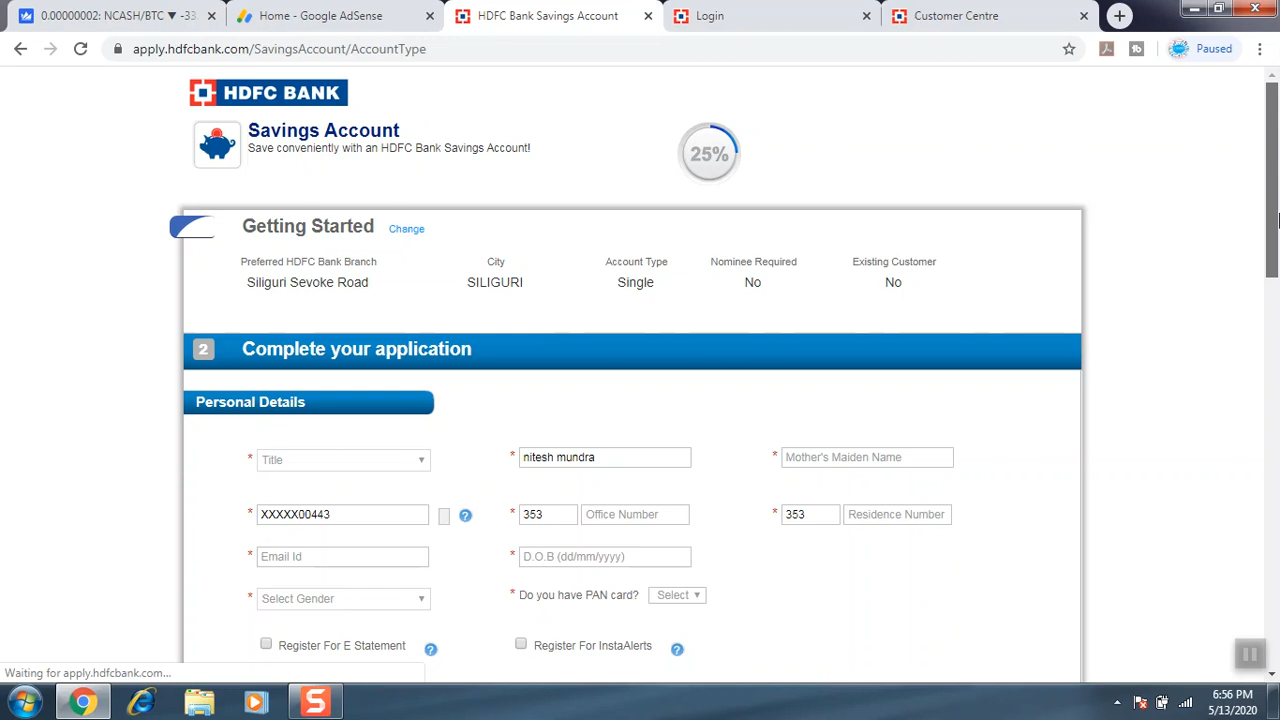 0.00000002: NCASH/BTC ▼ -33
Home - Google AdSense
HDFC Bank Savings Account
Login
Customer Centre
apply.hdfcbank.com/SavingsAccount/AccountType
Paused
HDFC BANK
Savings Account
Save conveniently with an HDFC Bank Savings Account!
25%
Getting Started Change
Preferred HDFC Bank Branch City Account Type Nominee Required Existing Customer
Siliguri Sevoke Road SILIGURI Single No No
2 Complete your application
Personal Details
* Title * nitesh mundra * Mother's Maiden Name
* XXXXX00443 ? * 353 Office Number * 353 Residence Number
* Email Id * D.O.B (dd/mm/yyyy)
* Select Gender * Do you have PAN card? Select
Register For E Statement ? Register For InstaAlerts ?
Waiting for apply.hdfcbank.com...
S
6:56 PM
5/13/2020